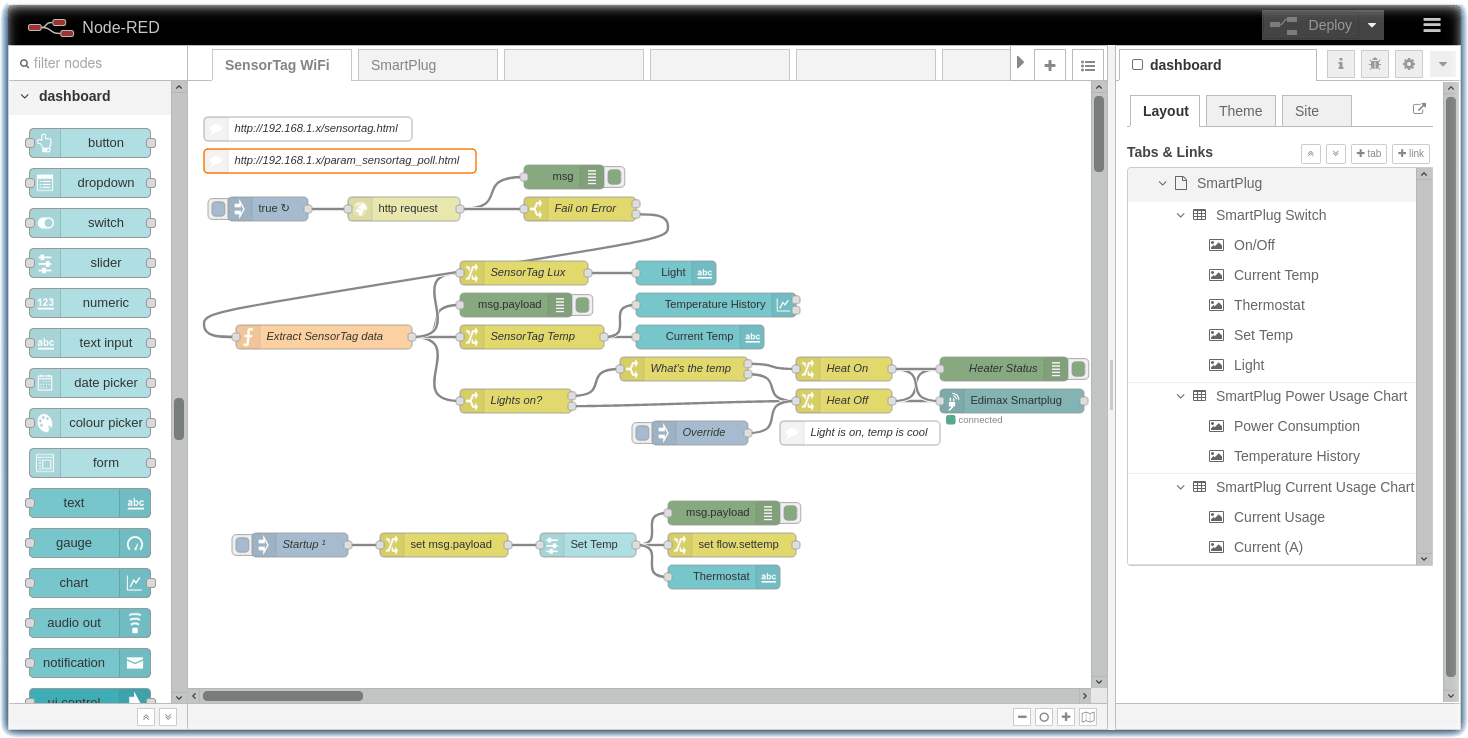 Node-RED
Deploy
filter nodes
SensorTag WiFi
SmartPlug
dashboard
dashboard
button
dropdown
switch
slider
123
numeric
abc
text input
date picker
colour picker
form
text
abc
gauge
chart
audio out
notification
ui control
http://192.168.1.x/sensortag.html
http://192.168.1.x/param_sensortag_poll.html
msg
true ↻
http request
Fail on Error
SensorTag Lux
Light
abc
msg.payload
Temperature History
Extract SensorTag data
SensorTag Temp
Current Temp
abc
What's the temp
Heat On
Heater Status
Lights on?
Heat Off
Edimax Smartplug
connected
Override
Light is on, temp is cool
msg.payload
Startup ¹
set msg.payload
Set Temp
set flow.settemp
Thermostat
abc
Layout
Theme
Site
Tabs & Links
+ tab
+ link
SmartPlug
SmartPlug Switch
On/Off
Current Temp
Thermostat
Set Temp
Light
SmartPlug Power Usage Chart
Power Consumption
Temperature History
SmartPlug Current Usage Chart
Current Usage
Current (A)